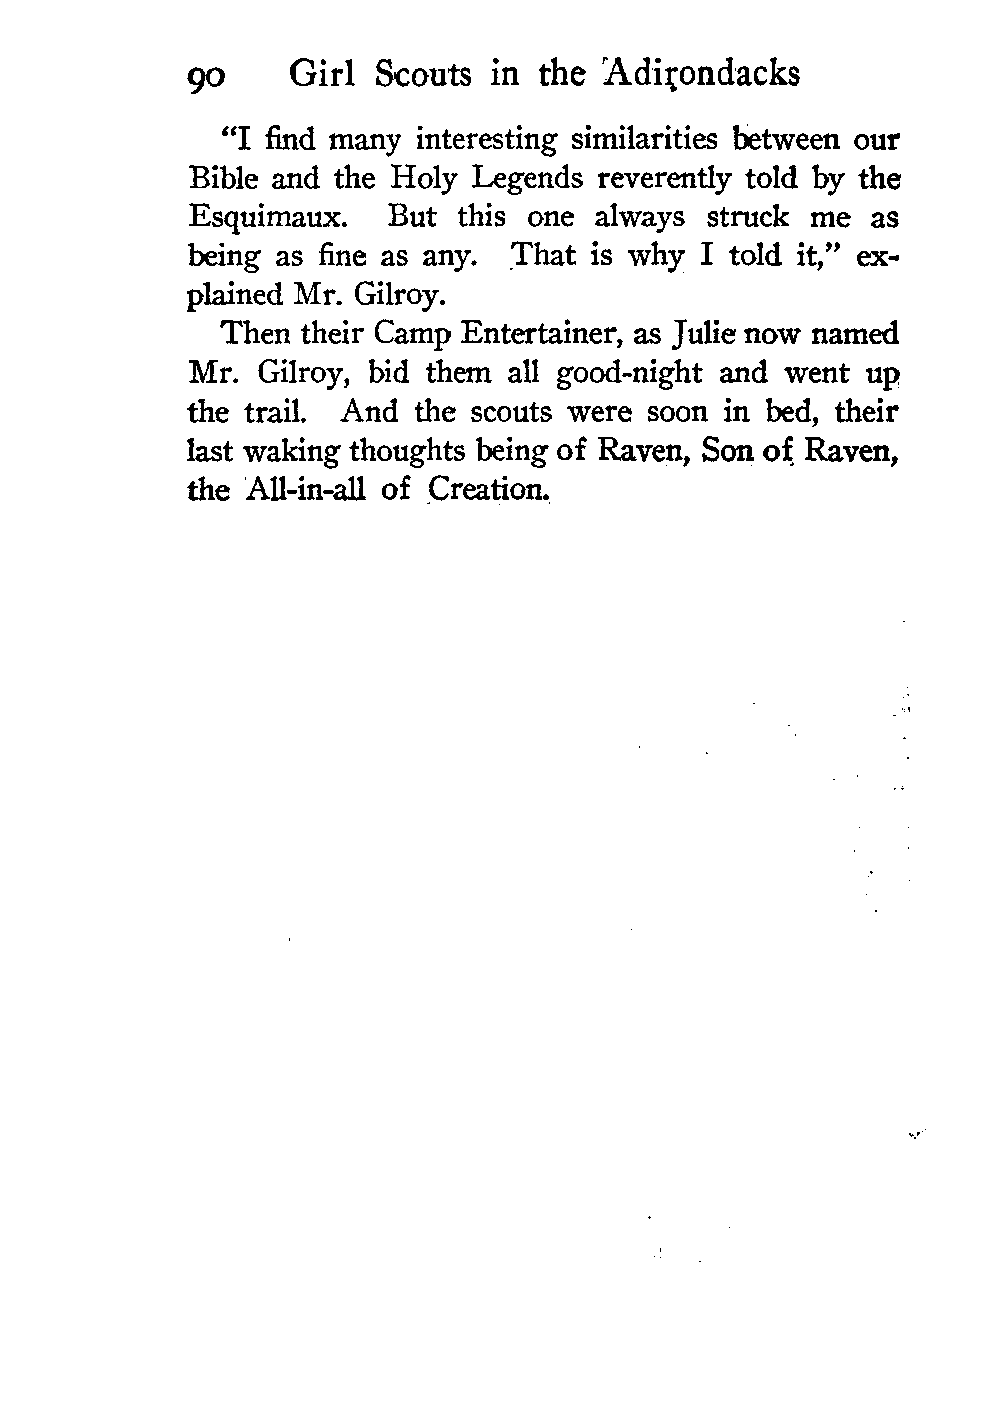 90 Girl Scouts in the Adirondacks
“I find many interesting similarities between our
Bible and the Holy Legends reverently told by the
Esquimaux. But this one always struck me as
being as fine as any. That is why I told it,” ex-
plained Mr. Gilroy.
Then their Camp Entertainer, as Julie now named
Mr. Gilroy, bid them all good-night and went up
the trail. And the scouts were soon in bed, their
last waking thoughts being of Raven, Son of Raven,
the All-in-all of Creation.